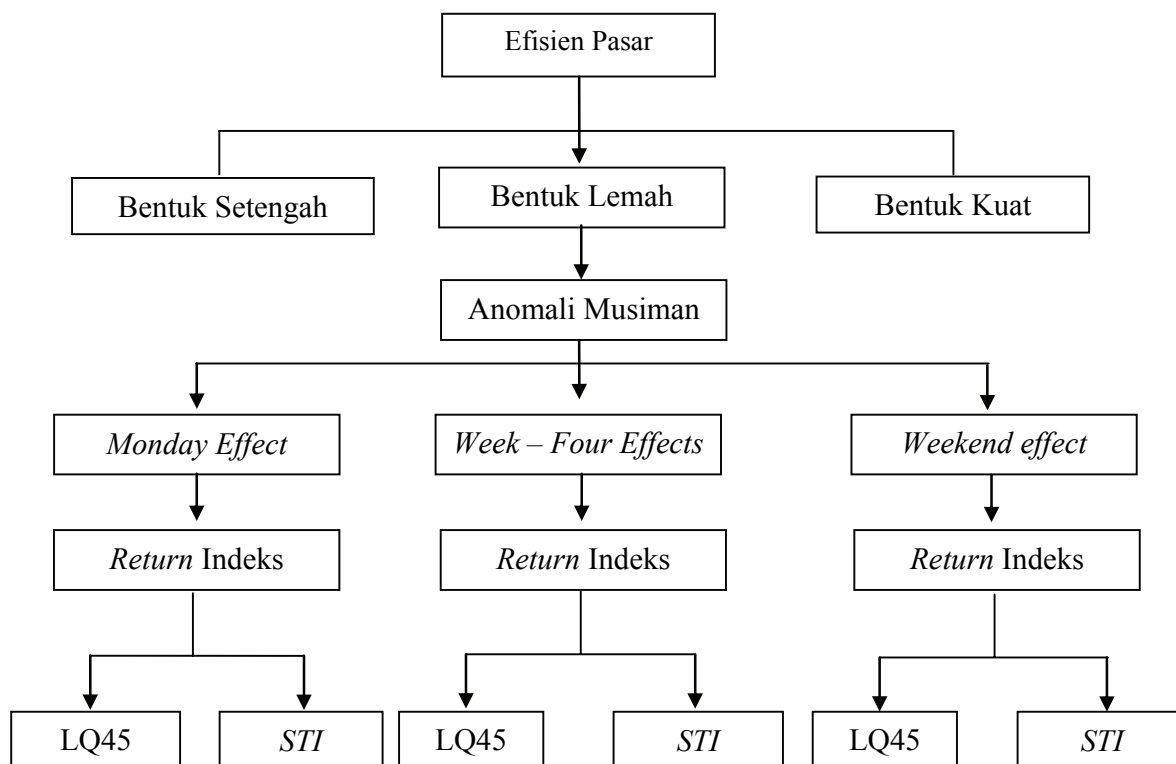 Efisien Pasar
Bentuk Setengah
Bentuk Lemah
Bentuk Kuat
Anomali Musiman
Monday Effect
Week – Four Effects
Weekend effect
Return Indeks
Return Indeks
Return Indeks
LQ45
STI
LQ45
STI
LQ45
STI